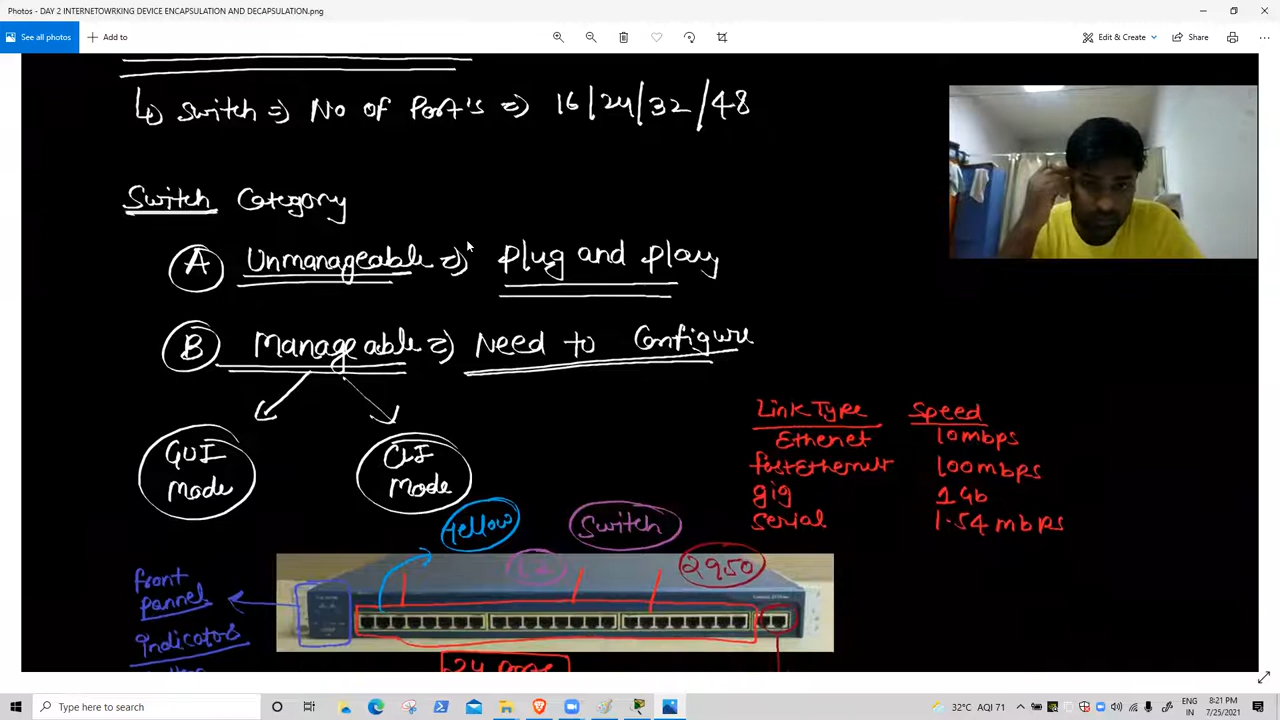 Photos - DAY 2 INTERNETOWRKING DEVICE ENCAPSULATION AND DECAPSULATION.png
See all photos
Add to
Edit & Create
Share
Switch => No of Port's => 16/24/32/48
Switch Category
A Unmanageable => plug and play
B Manageable => Need to Configure
GUI Mode
CLI Mode
Link Type Speed
Ethenet 10mbps
100mbps
gig 1Gb
serial 1.54 mbps
Yellow
Switch
L2
2950
front pannel
indicators
24
Type here to search
32°C AQI 71
ENG
IN
8:21 PM
7/25/2021